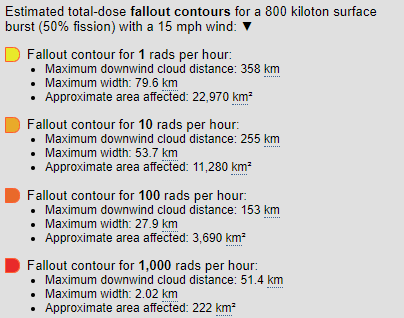 Estimated total-dose fallout contours for a 800 kiloton surface
burst (50% fission) with a 15 mph wind: ▼
Fallout contour for 1 rads per hour:
• Maximum downwind cloud distance: 358 km
• Maximum width: 79.6 km
• Approximate area affected: 22,970 km²
Fallout contour for 10 rads per hour:
• Maximum downwind cloud distance: 255 km
• Maximum width: 53.7 km
• Approximate area affected: 11,280 km²
Fallout contour for 100 rads per hour:
• Maximum downwind cloud distance: 153 km
• Maximum width: 27.9 km
• Approximate area affected: 3,690 km²
Fallout contour for 1,000 rads per hour:
• Maximum downwind cloud distance: 51.4 km
• Maximum width: 2.02 km
• Approximate area affected: 222 km²